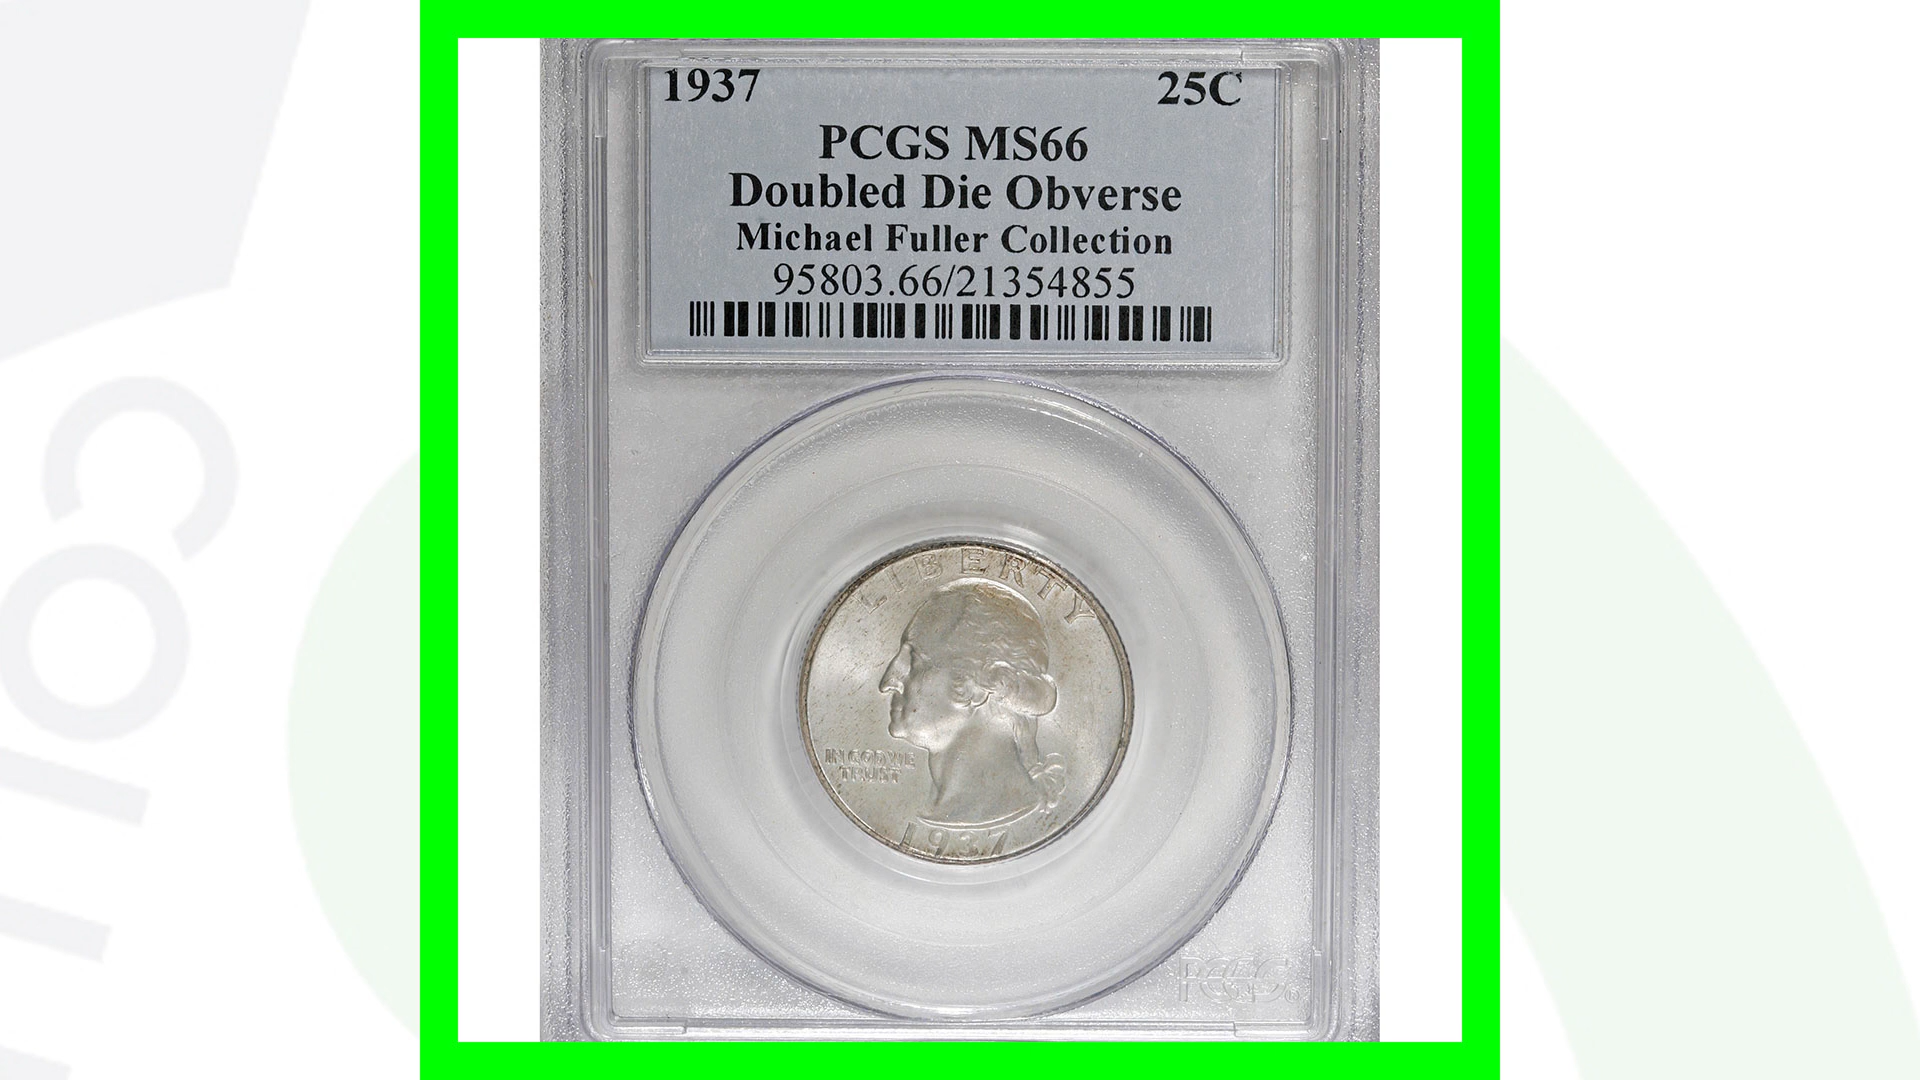 1937 25C
PCGS MS66
Doubled Die Obverse
Michael Fuller Collection
95803.66/21354855
LIBERTY
IN GOD WE
TRUST
1937
PCGS